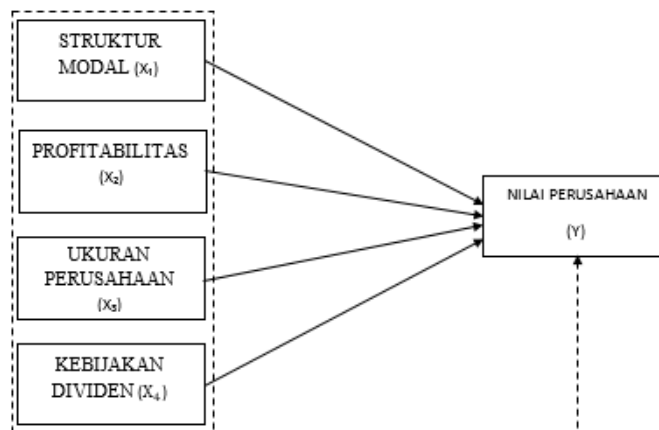 STRUKTUR
MODAL (X₁)
PROFITABILITAS
(X₂)
UKURAN
PERUSAHAAN
(X₃)
KEBIJAKAN
DIVIDEN (X₄)
NILAI PERUSAHAAN
(Y)